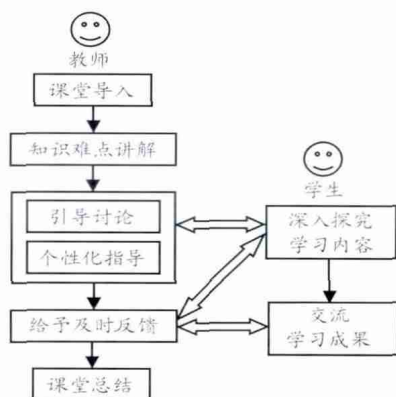 教师
课堂导入
知识难点讲解
引导讨论
个性化指导
给予及时反馈
课堂总结
学生
深入探究
学习内容
交流
学习成果